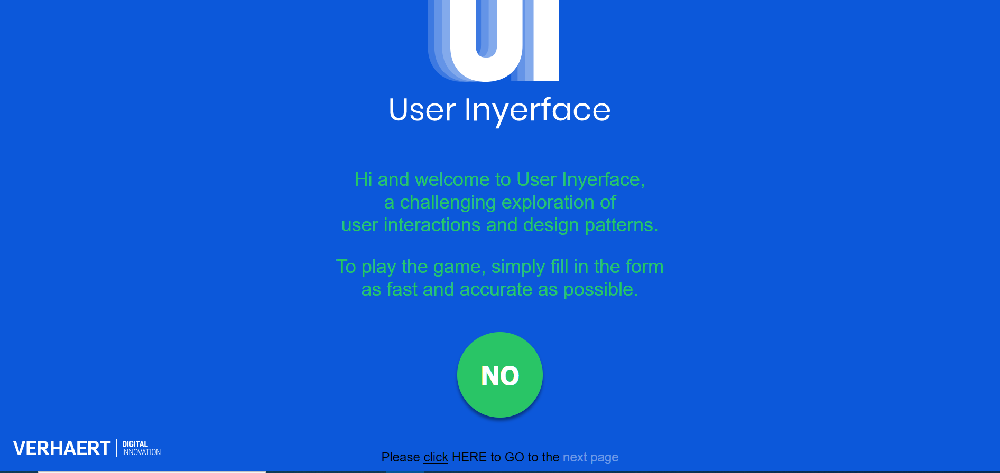 UI
User Inyerface
Hi and welcome to User Inyerface,
a challenging exploration of
user interactions and design patterns.
To play the game, simply fill in the form
as fast and accurate as possible.
NO
VERHAERT DIGITAL
INNOVATION
Please click HERE to GO to the next page